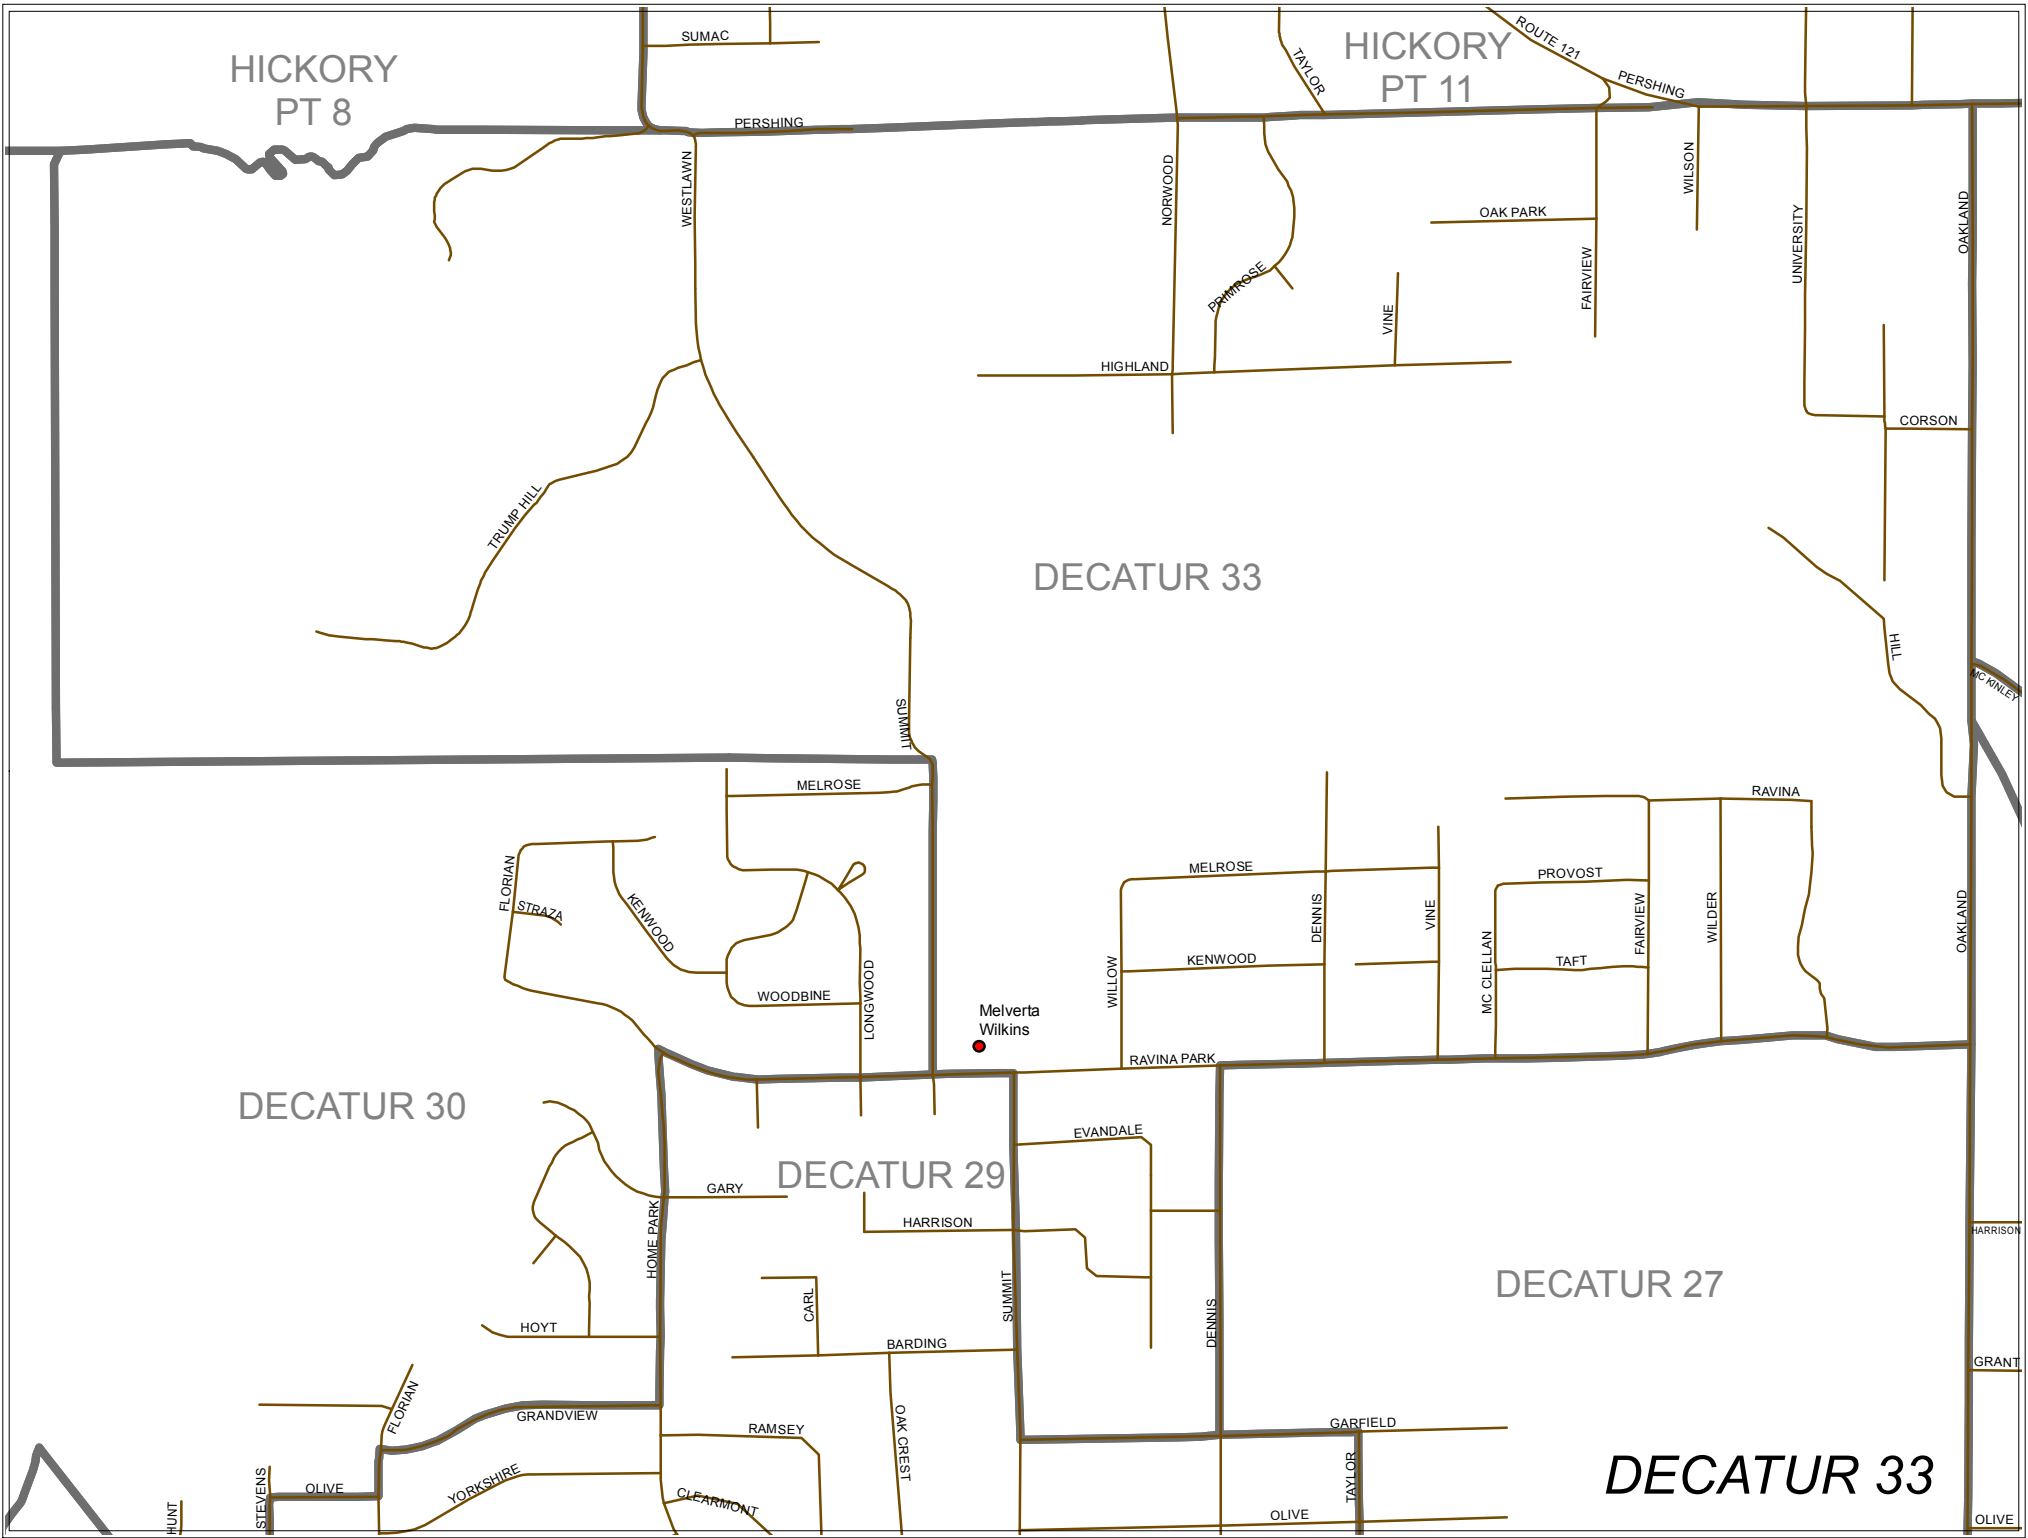 SUMAC
HICKORY
PT 8
TAYLOR
HICKORY
PT 11
ROUTE 121
PERSHING
PERSHING
WESTLAWN
NORWOOD
WILSON
OAK PARK
UNIVERSITY
OAKLAND
FAIRVIEW
PRIMROSE
VINE
HIGHLAND
CORSON
TRUMP HILL
DECATUR 33
HILL
MC KINLEY
SUMMIT
MELROSE
RAVINA
FLORIAN
STRAZA
KENWOOD
MELROSE
PROVOST
DENNIS
VINE
FAIRVIEW
WILDER
OAKLAND
WOODBINE
LONGWOOD
WILLOW
KENWOOD
MC CLELLAN
TAFT
Melverta
Wilkins
RAVINA PARK
DECATUR 30
EVANDALE
DECATUR 29
GARY
HARRISON
HARRISON
HOME PARK
CARL
SUMMIT
DENNIS
DECATUR 27
HOYT
BARDING
GRANT
FLORIAN
GRANDVIEW
RAMSEY
OAK CREST
GARFIELD
TAYLOR
DECATUR 33
STEVENS
OLIVE
YORKSHIRE
CLEARMONT
HUNT
OLIVE
OLIVE